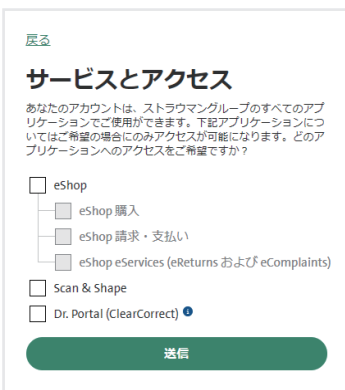 戻る
サービスとアクセス
あなたのアカウントは、ストラウマングループのすべてのアプ
リケーションでご使用ができます。下記アプリケーションにつ
いてはご希望の場合にのみアクセスが可能になります。どのア
プリケーションへのアクセスをご希望ですか？
eShop
eShop 購入
eShop 請求・支払い
eShop eServices (eReturns および eComplaints)
Scan & Shape
Dr. Portal (ClearCorrect) i
送信